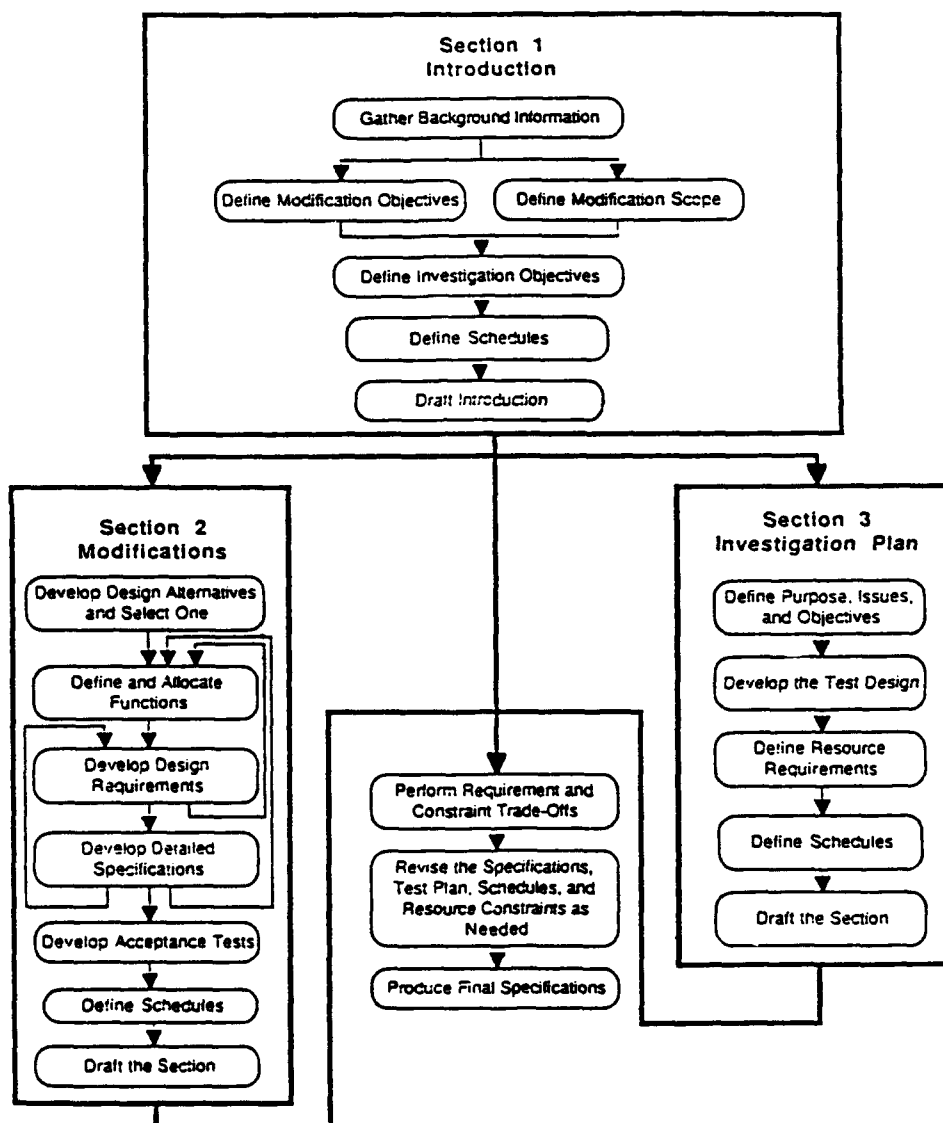 Section 1
Introduction
Gather Background Information
Define Modification Objectives
Define Modification Scope
Define Investigation Objectives
Define Schedules
Draft Introduction
Section 2
Modifications
Develop Design Alternatives
and Select One
Define and Allocate
Functions
Develop Design
Requirements
Develop Detailed
Specifications
Develop Acceptance Tests
Define Schedules
Draft the Section
Perform Requirement and
Constraint Trade-Offs
Revise the Specifications,
Test Plan, Schedules, and
Resource Constraints as
Needed
Produce Final Specifications
Section 3
Investigation Plan
Define Purpose, Issues,
and Objectives
Develop the Test Design
Define Resource
Requirements
Define Schedules
Draft the Section